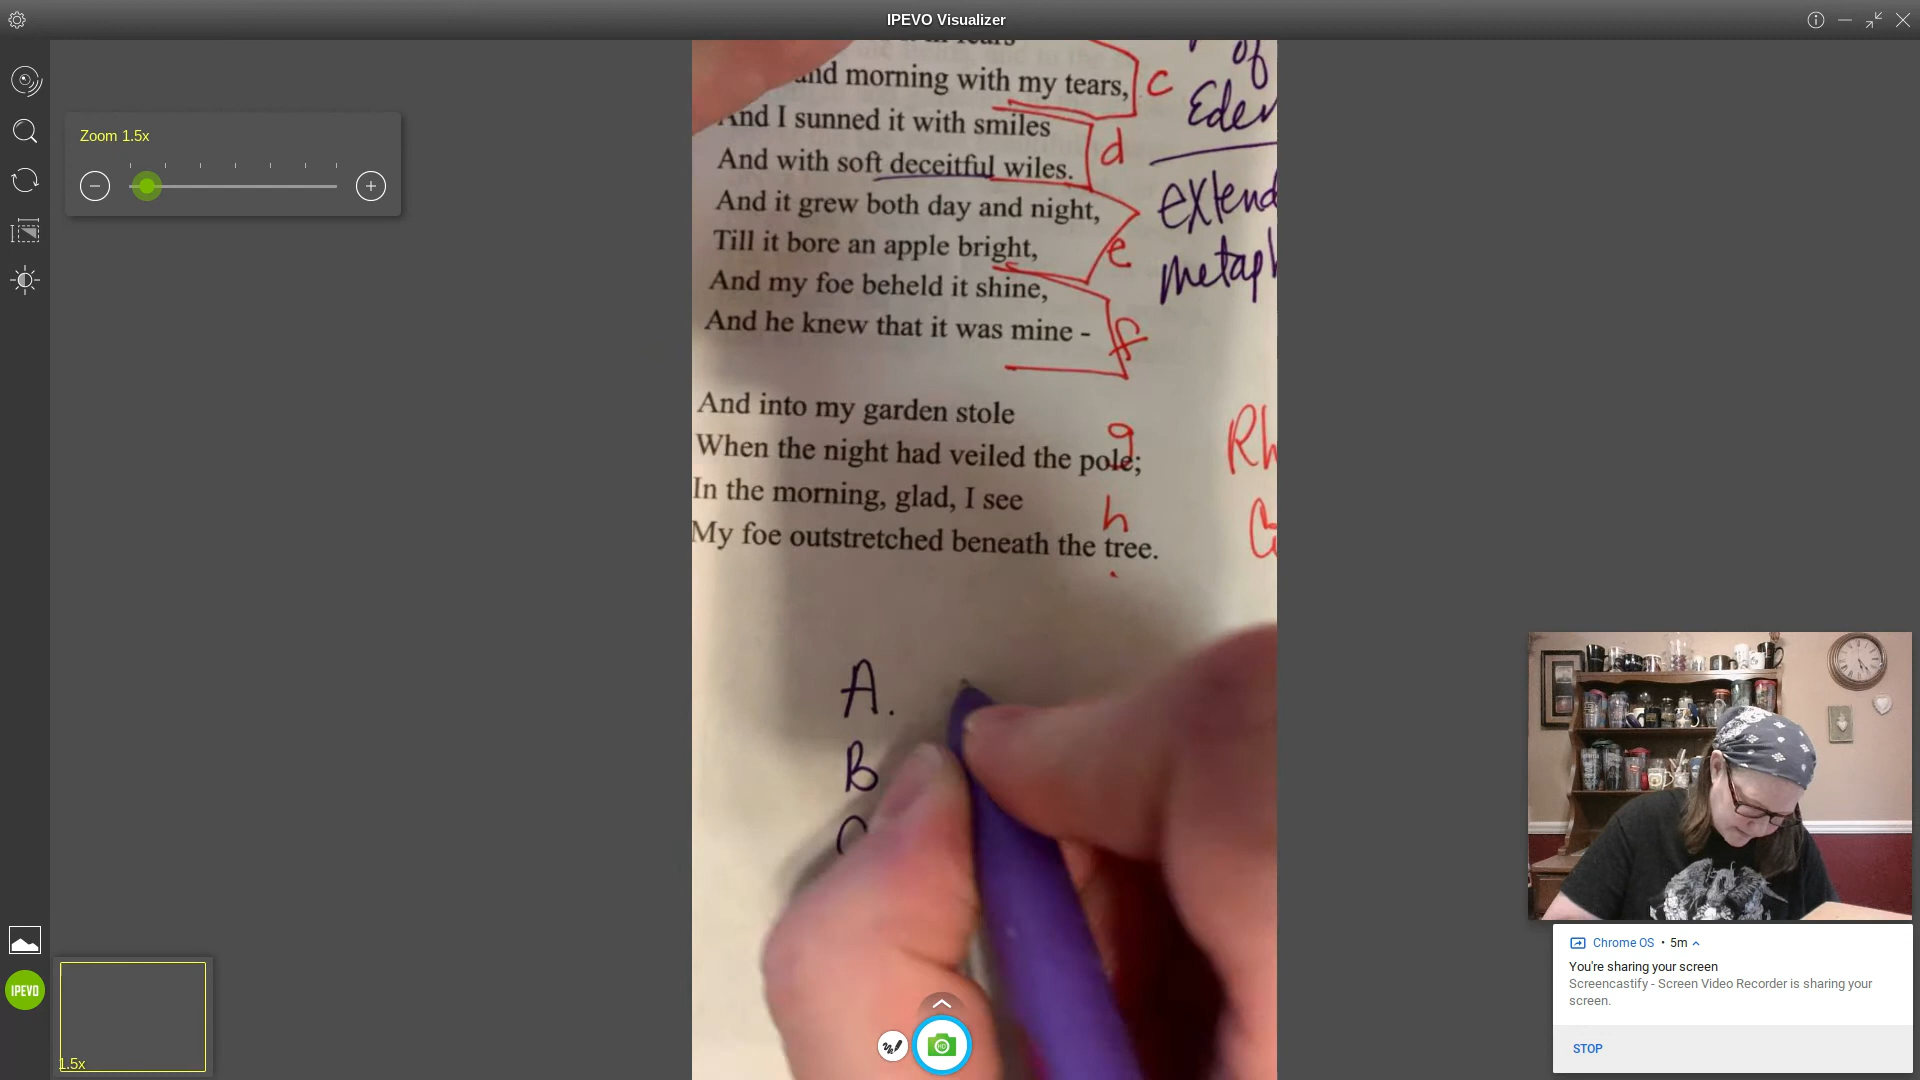 IPEVO Visualizer
Zoom 1.5x
and morning with my tears,
And I sunned it with smiles
And with soft deceitful wiles.
And it grew both day and night,
Till it bore an apple bright,
And my foe beheld it shine,
And he knew that it was mine -
And into my garden stole
When the night had veiled the pole;
In the morning, glad, I see
My foe outstretched beneath the tree.
c
d
e
f
g
h
of
Eden
extend
metaph
Rh
A.
B
C
IPEVO
1.5x
Chrome OS • 5m
You're sharing your screen
Screencastify - Screen Video Recorder is sharing your
screen.
STOP